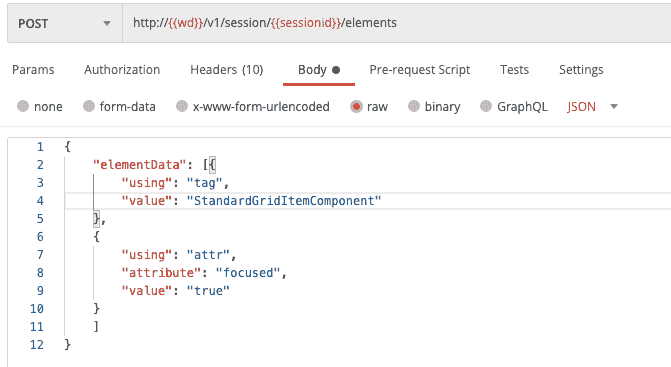 POST http://{{wd}}/v1/session/{{sessionid}}/elements
Params Authorization Headers (10) Body Pre-request Script Tests Settings
none form-data x-www-form-urlencoded raw binary GraphQL JSON
1 {
2 "elementData": [{
3 "using": "tag",
4 "value": "StandardGridItemComponent"
5 },
6 {
7 "using": "attr",
8 "attribute": "focused",
9 "value": "true"
10 }
11 ]
12 }